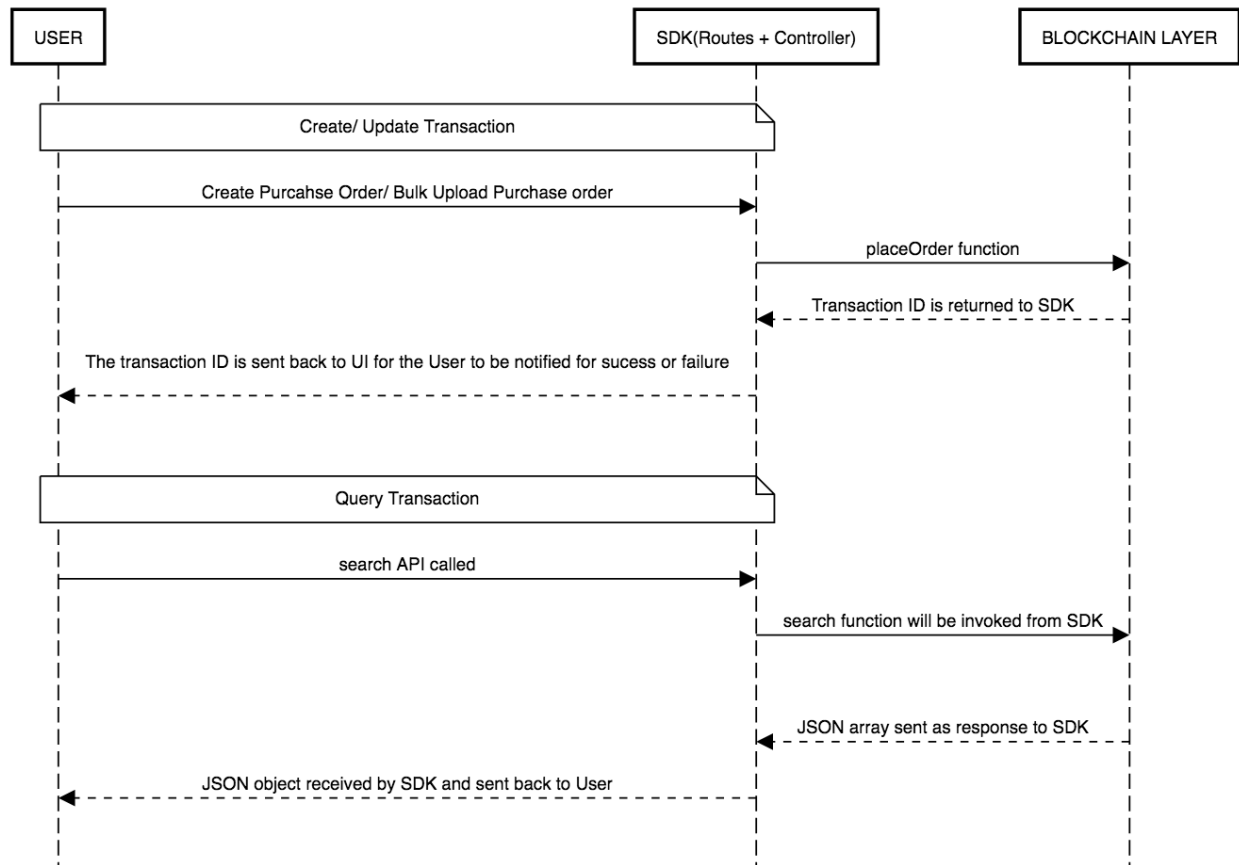 USER
SDK(Routes + Controller)
BLOCKCHAIN LAYER
Create/ Update Transaction
Create Purcahse Order/ Bulk Upload Purchase order
placeOrder function
Transaction ID is returned to SDK
The transaction ID is sent back to UI for the User to be notified for sucess or failure
Query Transaction
search API called
search function will be invoked from SDK
JSON array sent as response to SDK
JSON object received by SDK and sent back to User